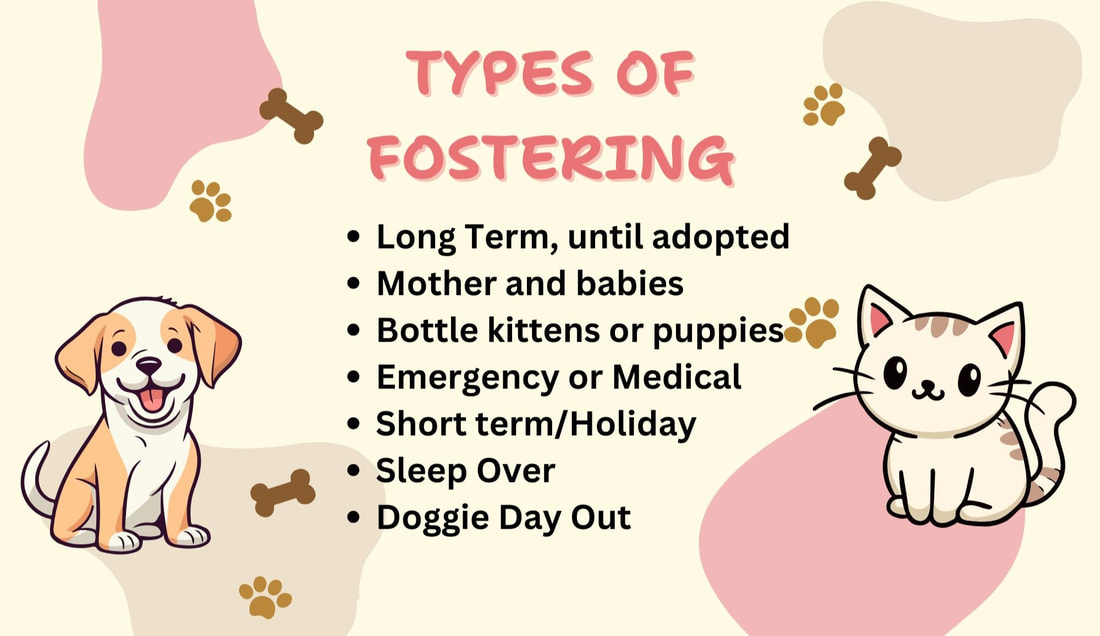 TYPES OF
FOSTERING
• Long Term, until adopted
• Mother and babies
• Bottle kittens or puppies
• Emergency or Medical
• Short term/Holiday
• Sleep Over
• Doggie Day Out